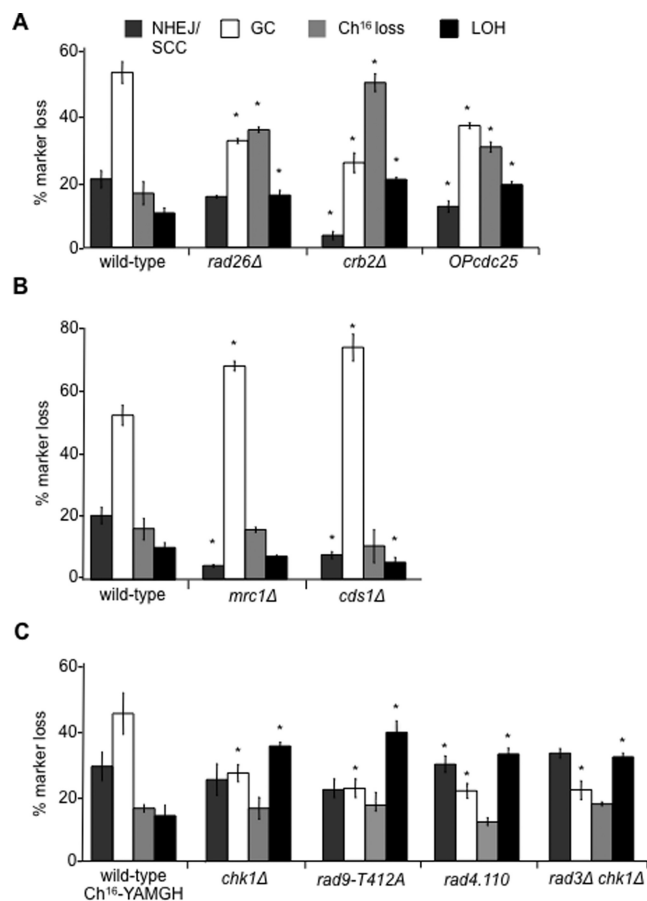 A
NHEJ/ SCC GC Ch¹⁶ loss LOH
% marker loss
60
40
20
0
* * * * * * * * * * *
wild-type rad26Δ crb2Δ OPcdc25
B
% marker loss
80
60
40
20
0
* * * * *
wild-type mrc1Δ cds1Δ
C
% marker loss
60
40
20
0
* * * * * * * * *
wild-type Ch¹⁶-YAMGH chk1Δ rad9-T412A rad4.110 rad3Δ chk1Δ